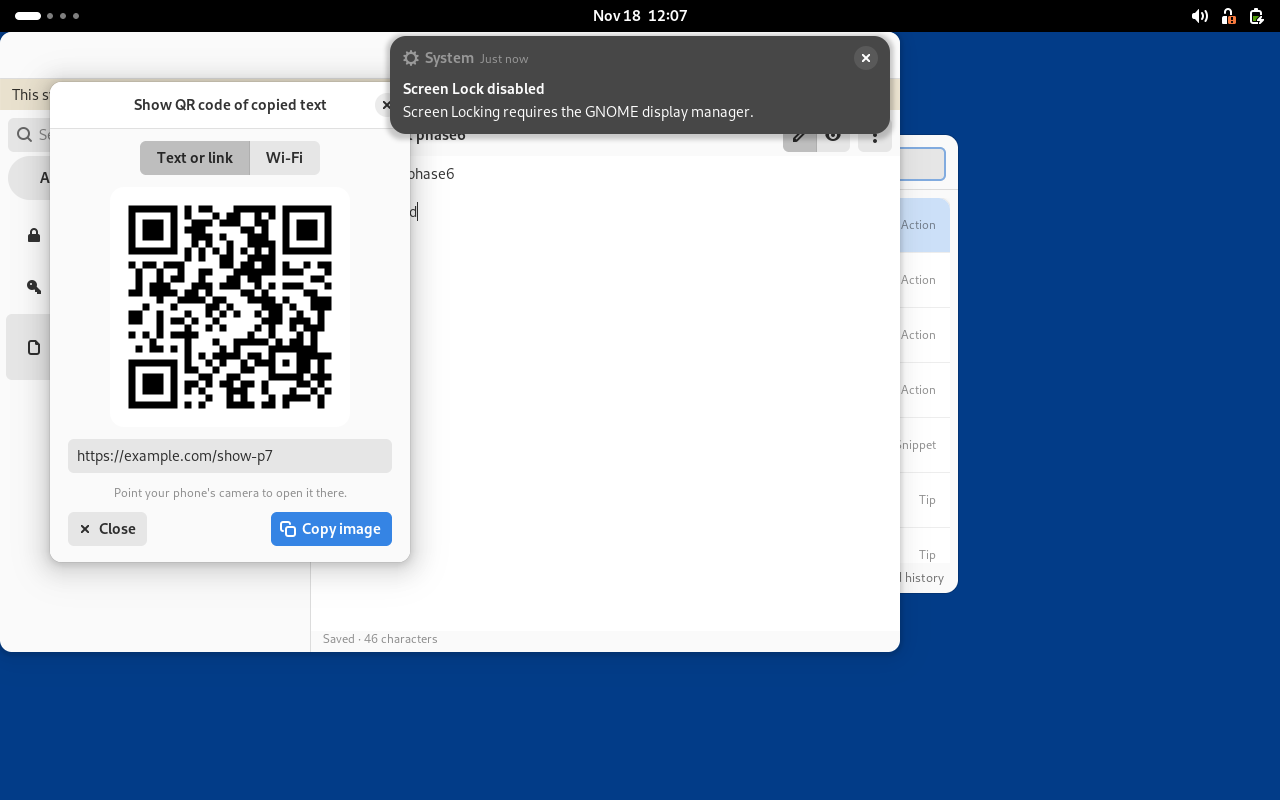 Nov 18 12:07
System Just now
Screen Lock disabled
Screen Locking requires the GNOME display manager.
This
Show QR code of copied text
Text or link
Wi-Fi
https://example.com/show-p7
Point your phone's camera to open it there.
Close
Copy image
phase6
phase6
Saved · 46 characters
Action
Action
Action
Action
Snippet
Tip
Tip
history